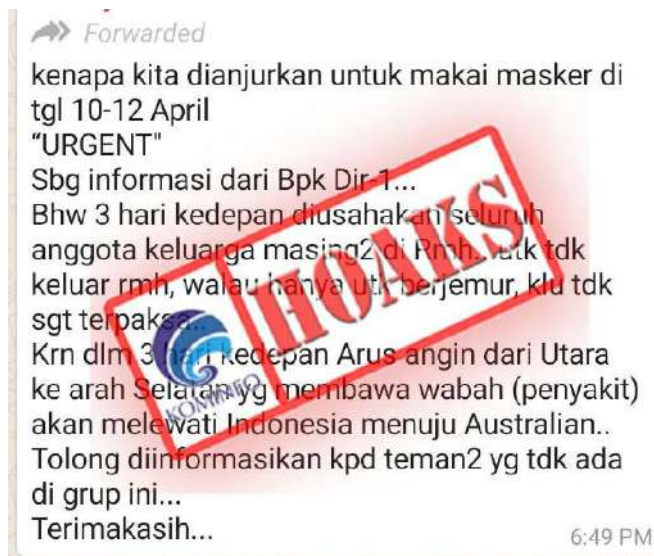 Forwarded
kenapa kita dianjurkan untuk makai masker di
tgl 10-12 April
“URGENT"
Sbg informasi dari Bpk Dir-1...
Bhw 3 hari kedepan diusahakan seluruh
anggota keluarga masing2 di Rmh.. utk tdk
keluar rmh, walau hanya utk berjemur, klu tdk
sgt terpaksa..
Krn dlm 3 hari kedepan Arus angin dari Utara
ke arah Selatan yg membawa wabah (penyakit)
akan melewati Indonesia menuju Australian..
Tolong diinformasikan kpd teman2 yg tdk ada
di grup ini...
Terimakasih...
6:49 PM
HOAKS
KOMINFO